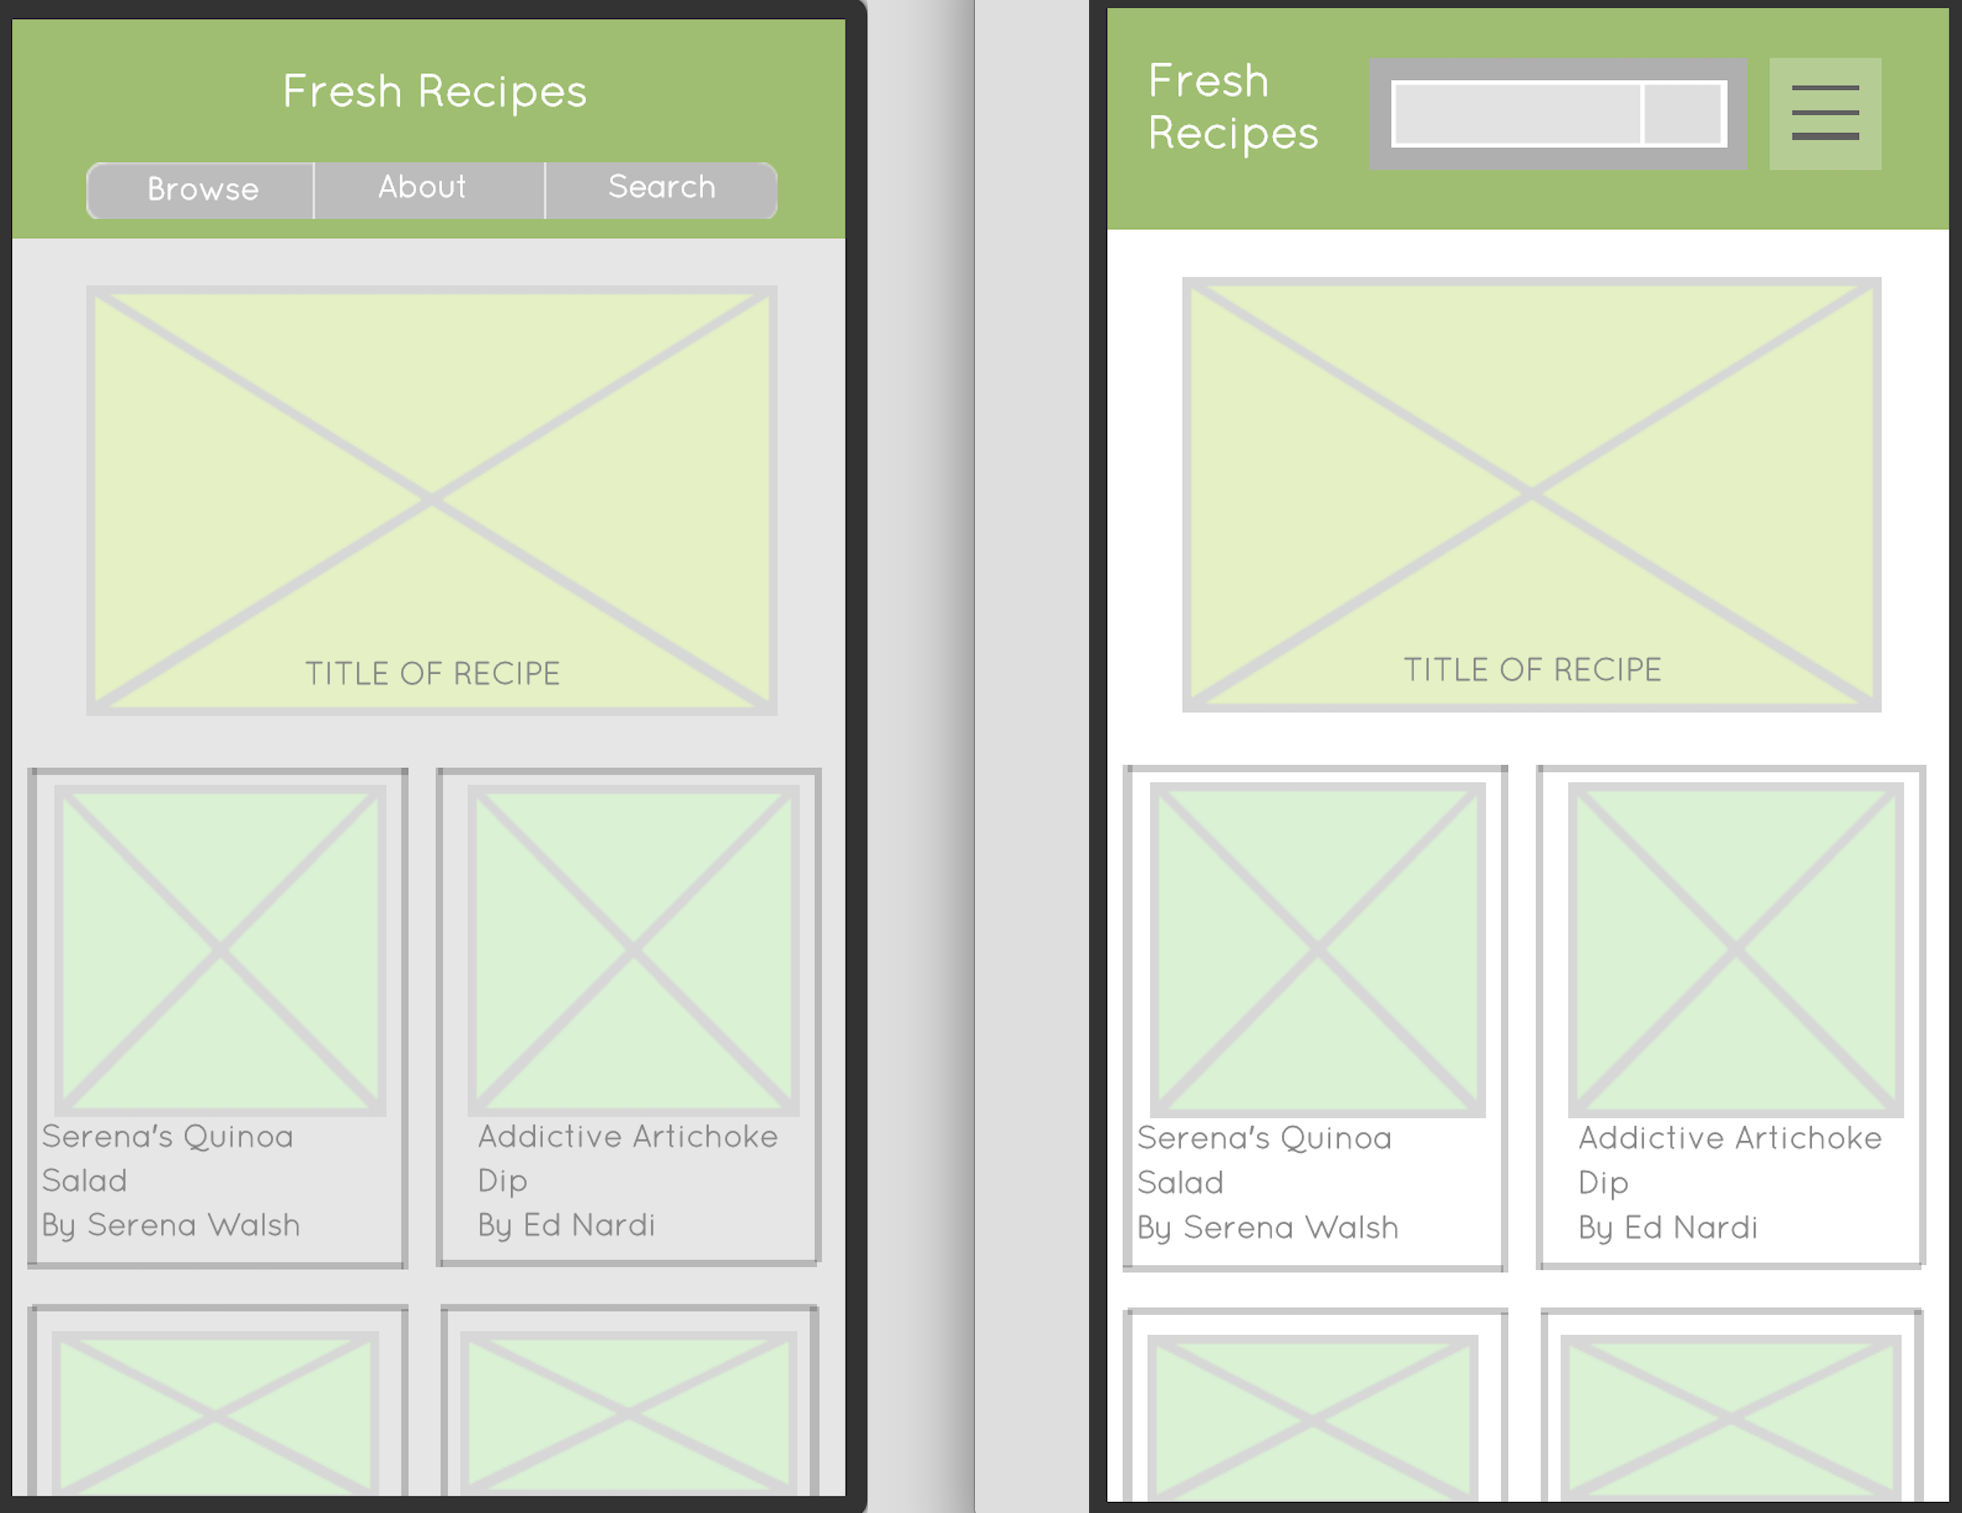 Fresh Recipes
Browse
About
Search
TITLE OF RECIPE
Serena's Quinoa
Salad
By Serena Walsh
Addictive Artichoke
Dip
By Ed Nardi
Fresh
Recipes
TITLE OF RECIPE
Serena's Quinoa
Salad
By Serena Walsh
Addictive Artichoke
Dip
By Ed Nardi